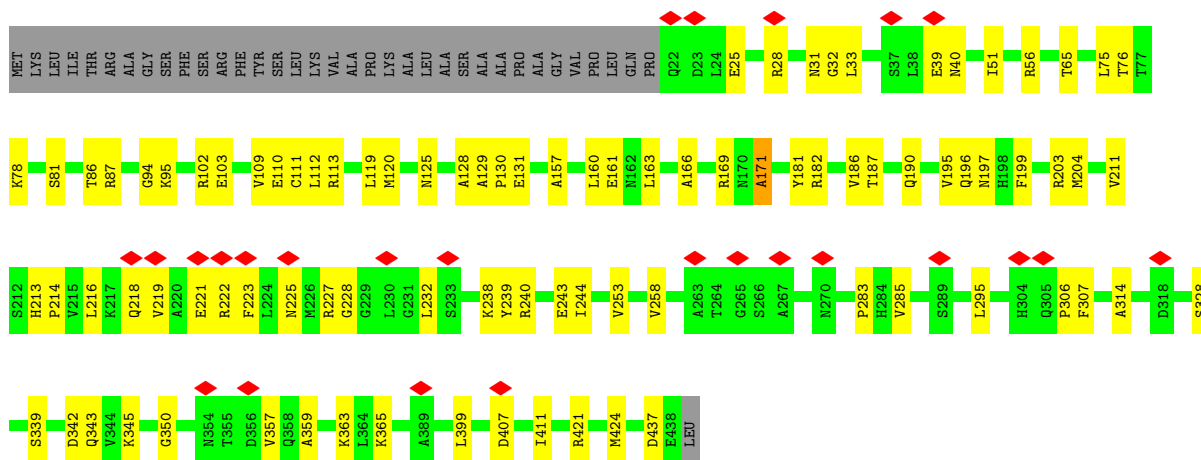 MET LYS LEU ILE THR ARG ALA GLY SER PHE SER ARG PHE TYR SER LEU LYS VAL ALA PRO LYS ALA LEU ALA SER ALA ALA PRO ALA GLY VAL PRO LEU GLN PRO Q22 D23 L24 E25 R28 N31 G32 L33 S37 L38 E39 N40 I51 R56 T65 L75 T76 T77
K78 S81 T86 R87 G94 K95 R102 E103 V109 E110 C111 L112 R113 L119 M120 N125 A128 A129 P130 E131 A157 L160 E161 N162 L163 A166 R169 N170 A171 Y181 R182 V186 T187 Q190 V195 Q196 N197 H198 F199 R203 M204 V211
S212 H213 P214 V215 L216 K217 Q218 V219 A220 E221 R222 F223 L224 N225 M226 R227 G228 G229 L230 G231 L232 S233 K238 Y239 R240 E243 I244 V253 V258 A263 T264 G265 S266 A267 N270 P283 H284 V285 S289 L295 H304 Q305 P306 F307 A314 D318 S328
S339 D342 Q343 V344 K345 G350 N354 T355 D356 V357 Q358 A359 K363 L364 K365 A389 L399 D407 I411 R421 M424 D437 E438 LEU